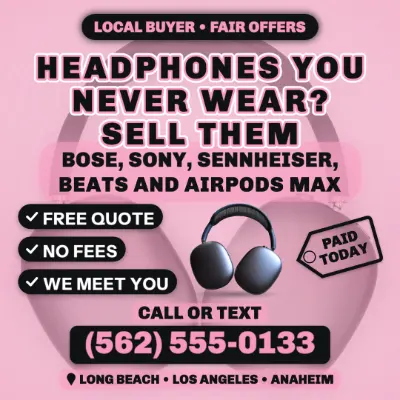 LOCAL BUYER • FAIR OFFERS
HEADPHONES YOU
NEVER WEAR?
SELL THEM
BOSE, SONY, SENNHEISER,
BEATS AND AIRPODS MAX
FREE QUOTE
NO FEES
WE MEET YOU
PAID
TODAY
CALL OR TEXT
(562) 555-0133
LONG BEACH • LOS ANGELES • ANAHEIM